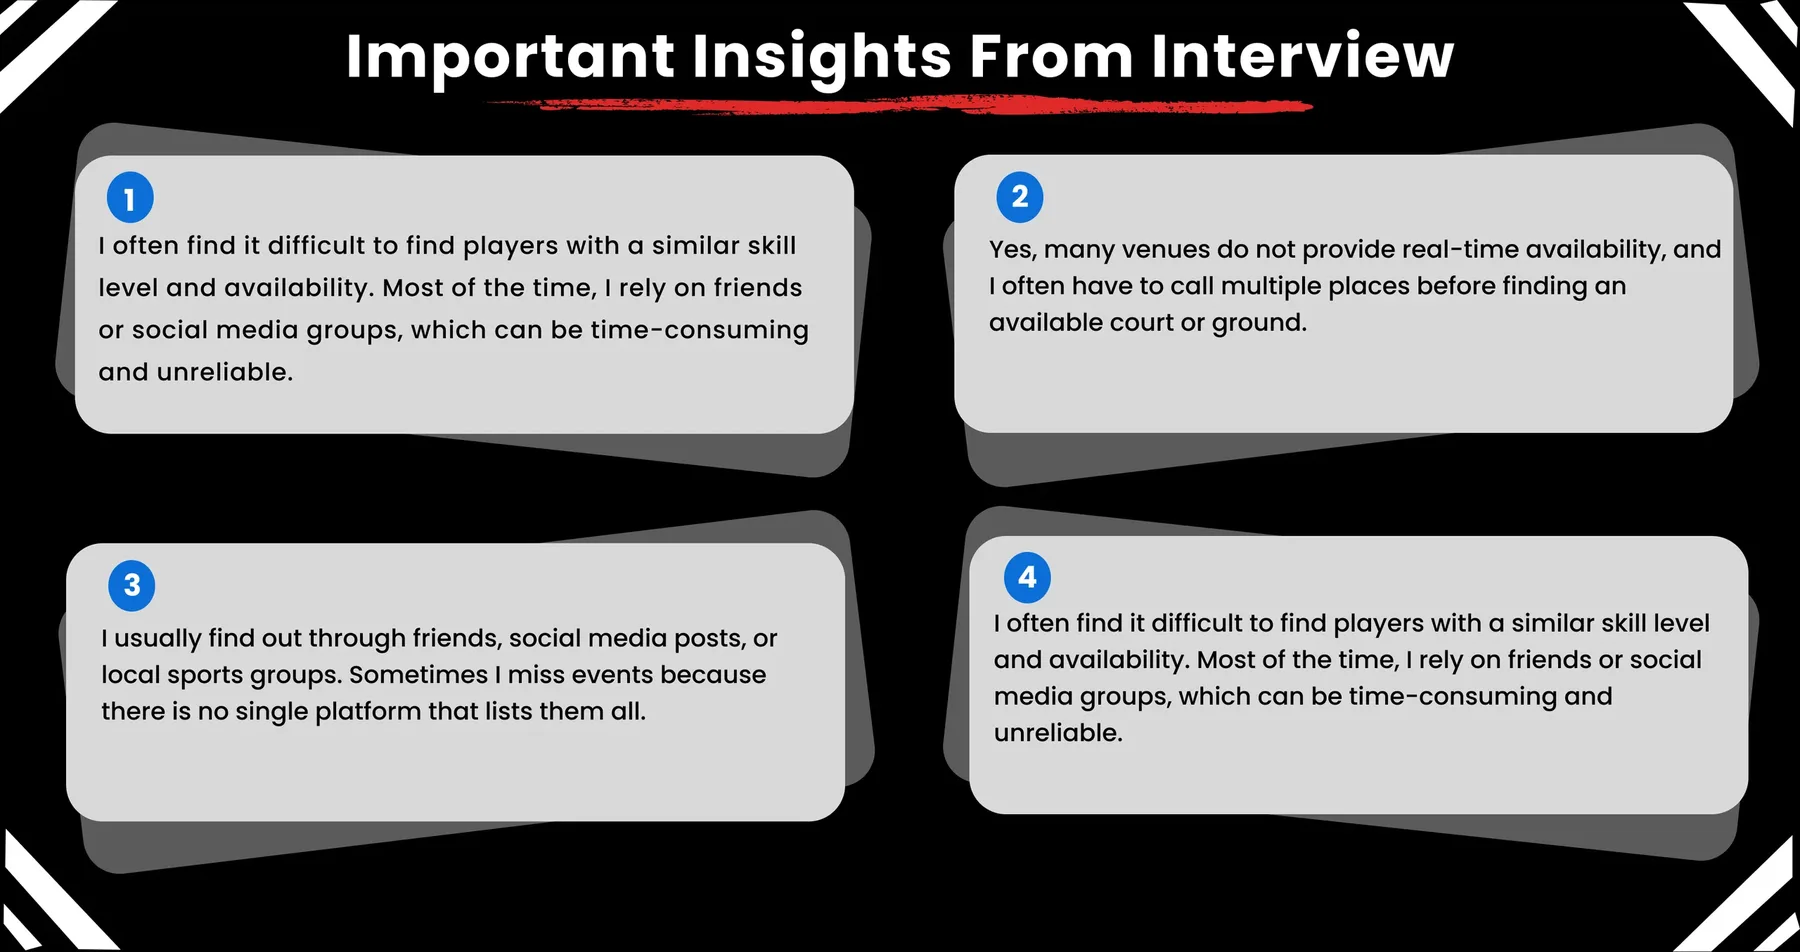 Important Insights From Interview
1
I often find it difficult to find players with a similar skill
level and availability. Most of the time, I rely on friends
or social media groups, which can be time-consuming
and unreliable.
2
Yes, many venues do not provide real-time availability, and
I often have to call multiple places before finding an
available court or ground.
3
I usually find out through friends, social media posts, or
local sports groups. Sometimes I miss events because
there is no single platform that lists them all.
4
I often find it difficult to find players with a similar skill level
and availability. Most of the time, I rely on friends or social
media groups, which can be time-consuming and
unreliable.